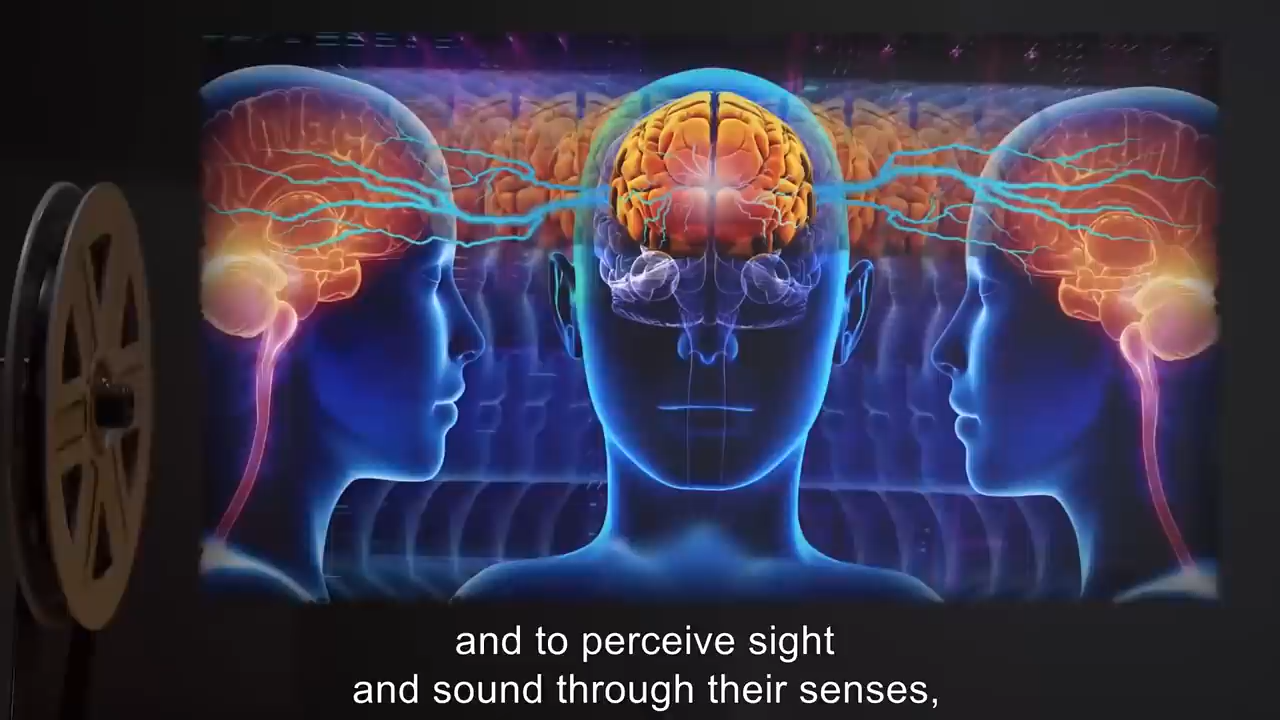 and to perceive sight
and sound through their senses,